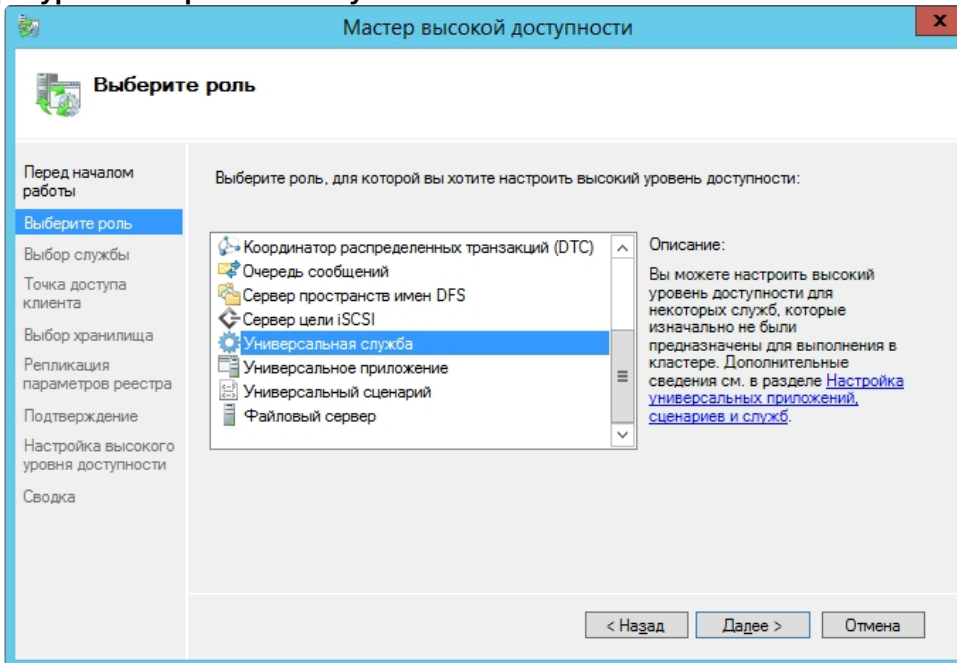 Мастер высокой доступности
x
Выберите роль
Перед началом
работы
Выберите роль
Выбор службы
Точка доступа
клиента
Выбор хранилища
Репликация
параметров реестра
Подтверждение
Настройка высокого
уровня доступности
Сводка
Выберите роль, для которой вы хотите настроить высокий уровень доступности:
Координатор распределенных транзакций (DTC)
Очередь сообщений
Сервер пространств имен DFS
Сервер цели iSCSI
Универсальная служба
Универсальное приложение
Универсальный сценарий
Файловый сервер
Описание:
Вы можете настроить высокий
уровень доступности для
некоторых служб, которые
изначально не были
предназначены для выполнения в
кластере. Дополнительные
сведения см. в разделе Настройка
универсальных приложений,
сценариев и служб.
< Назад
Далее >
Отмена